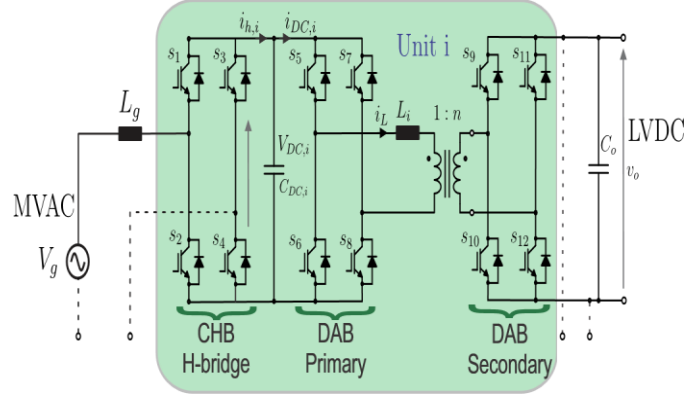 i_{h,i} i_{DC,i}
Unit i
s_1 s_3 s_5 s_7 s_9 s_11
L_g
i_L L_i 1:n
MVAC
V_{DC,i}
C_{DC,i}
C_o
LVDC
v_o
V_g
s_2 s_4 s_6 s_8 s_10 s_12
CHB
H-bridge
DAB
Primary
DAB
Secondary